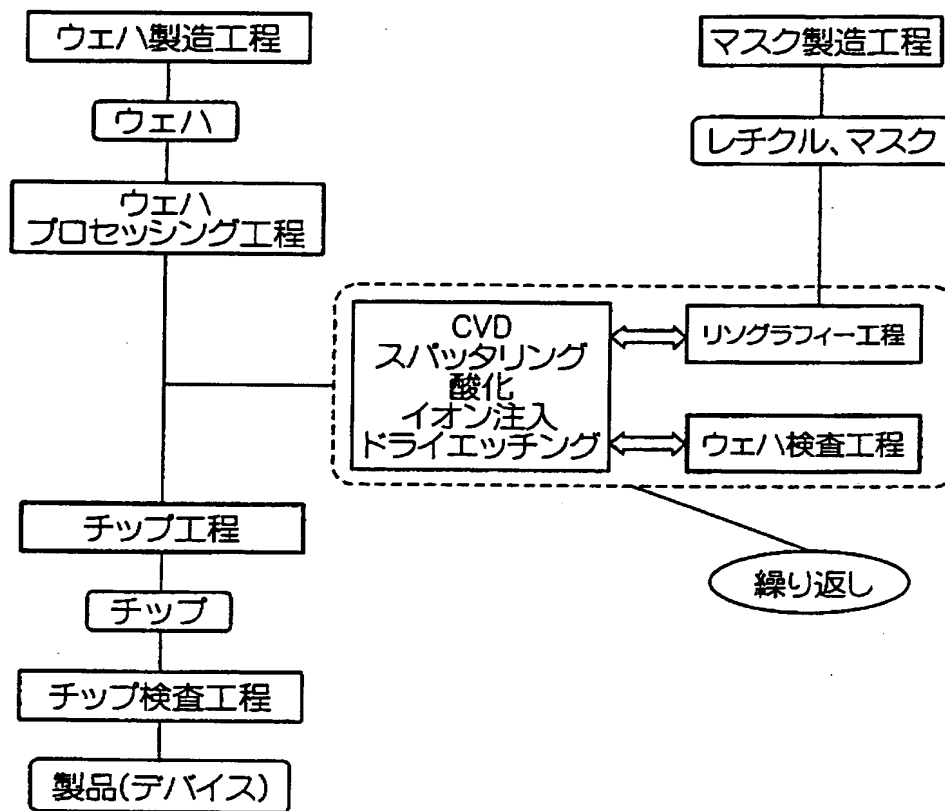 ウェハ製造工程
ウェハ
ウェハ
プロセッシング工程
チップ工程
チップ
チップ検査工程
製品(デバイス)
マスク製造工程
レチクル、マスク
CVD
スパッタリング
酸化
イオン注入
ドライエッチング
リソグラフィー工程
ウェハ検査工程
繰り返し